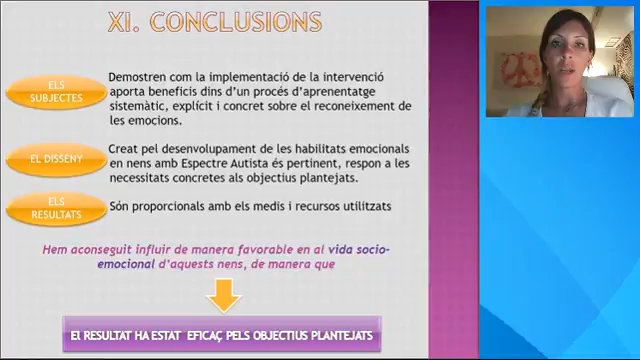 XI. CONCLUSIONS
ELS
SUBJECTES
Demostren com la implementació de la intervenció
aporta beneficis dins d'un procés d'aprenentatge
sistemàtic, explícit i concret sobre el reconeixement de
les emocions.
EL DISSENY
Creat pel desenvolupament de les habilitats emocionals
en nens amb Espectre Autista és pertinent, respon a les
necessitats concretes als objectius plantejats.
ELS
RESULTATS
Són proporcionals amb els medis i recursos utilitzats
Hem aconseguit influir de manera favorable en al vida socio-
emocional d'aquests nens, de manera que
El RESULTAT HA ESTAT EFICAÇ PELS OBJECTIUS PLANTEJATS